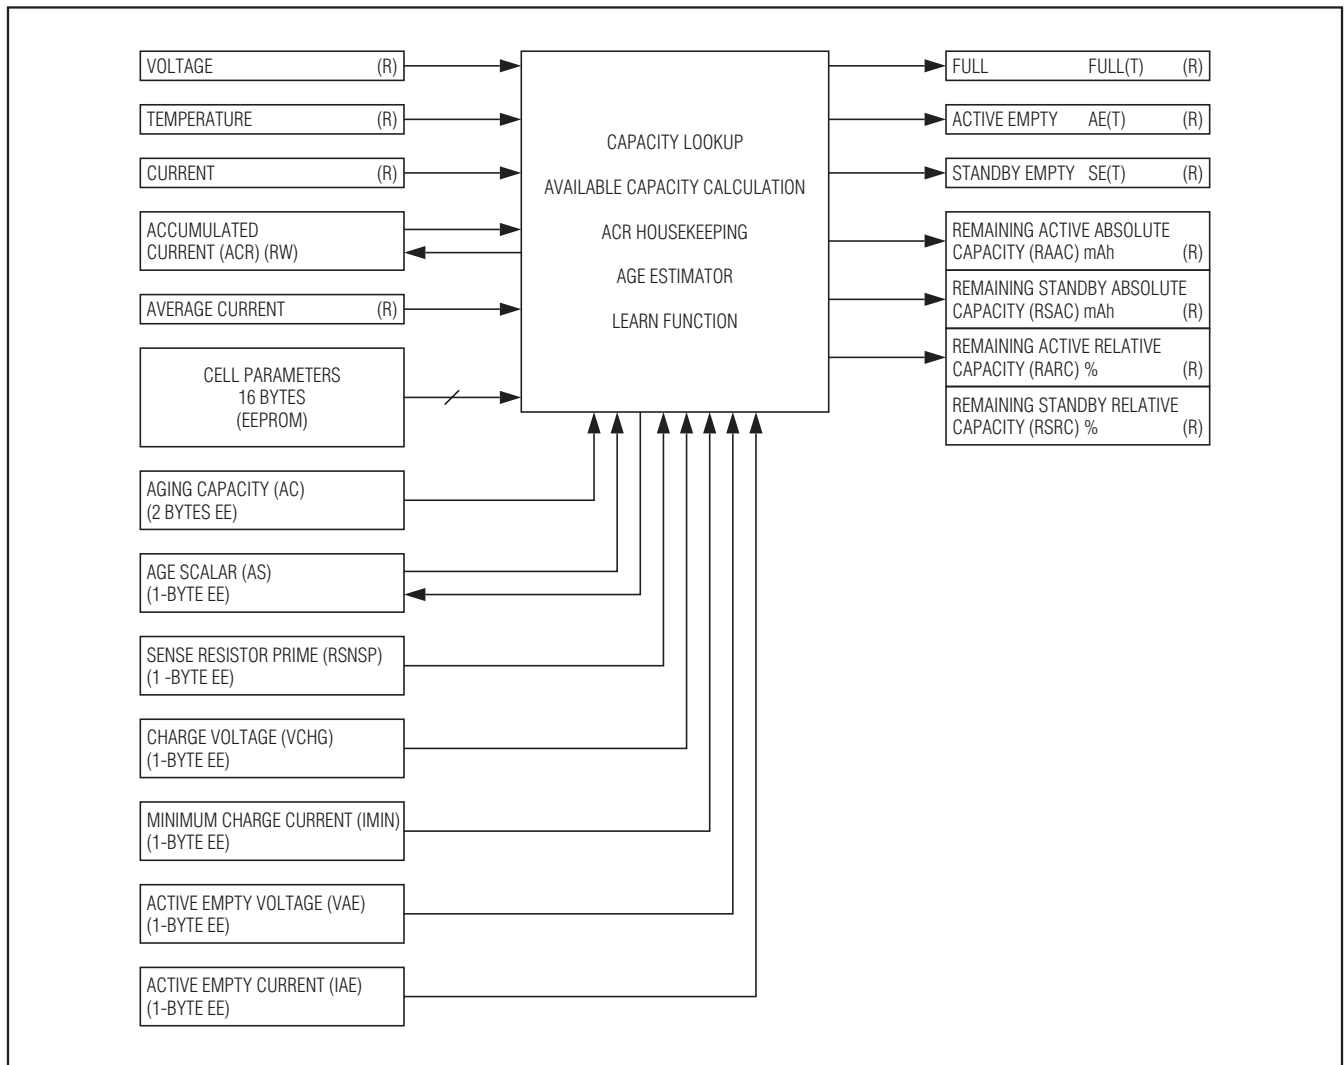 VOLTAGE (R)
TEMPERATURE (R)
CURRENT (R)
ACCUMULATED
CURRENT (ACR) (RW)
AVERAGE CURRENT (R)
CELL PARAMETERS
16 BYTES
(EEPROM)
AGING CAPACITY (AC)
(2 BYTES EE)
AGE SCALAR (AS)
(1-BYTE EE)
SENSE RESISTOR PRIME (RSNSP)
(1 -BYTE EE)
CHARGE VOLTAGE (VCHG)
(1-BYTE EE)
MINIMUM CHARGE CURRENT (IMIN)
(1-BYTE EE)
ACTIVE EMPTY VOLTAGE (VAE)
(1-BYTE EE)
ACTIVE EMPTY CURRENT (IAE)
(1-BYTE EE)
CAPACITY LOOKUP
AVAILABLE CAPACITY CALCULATION
ACR HOUSEKEEPING
AGE ESTIMATOR
LEARN FUNCTION
FULL FULL(T) (R)
ACTIVE EMPTY AE(T) (R)
STANDBY EMPTY SE(T) (R)
REMAINING ACTIVE ABSOLUTE
CAPACITY (RAAC) mAh (R)
REMAINING STANDBY ABSOLUTE
CAPACITY (RSAC) mAh (R)
REMAINING ACTIVE RELATIVE
CAPACITY (RARC) % (R)
REMAINING STANDBY RELATIVE
CAPACITY (RSRC) % (R)